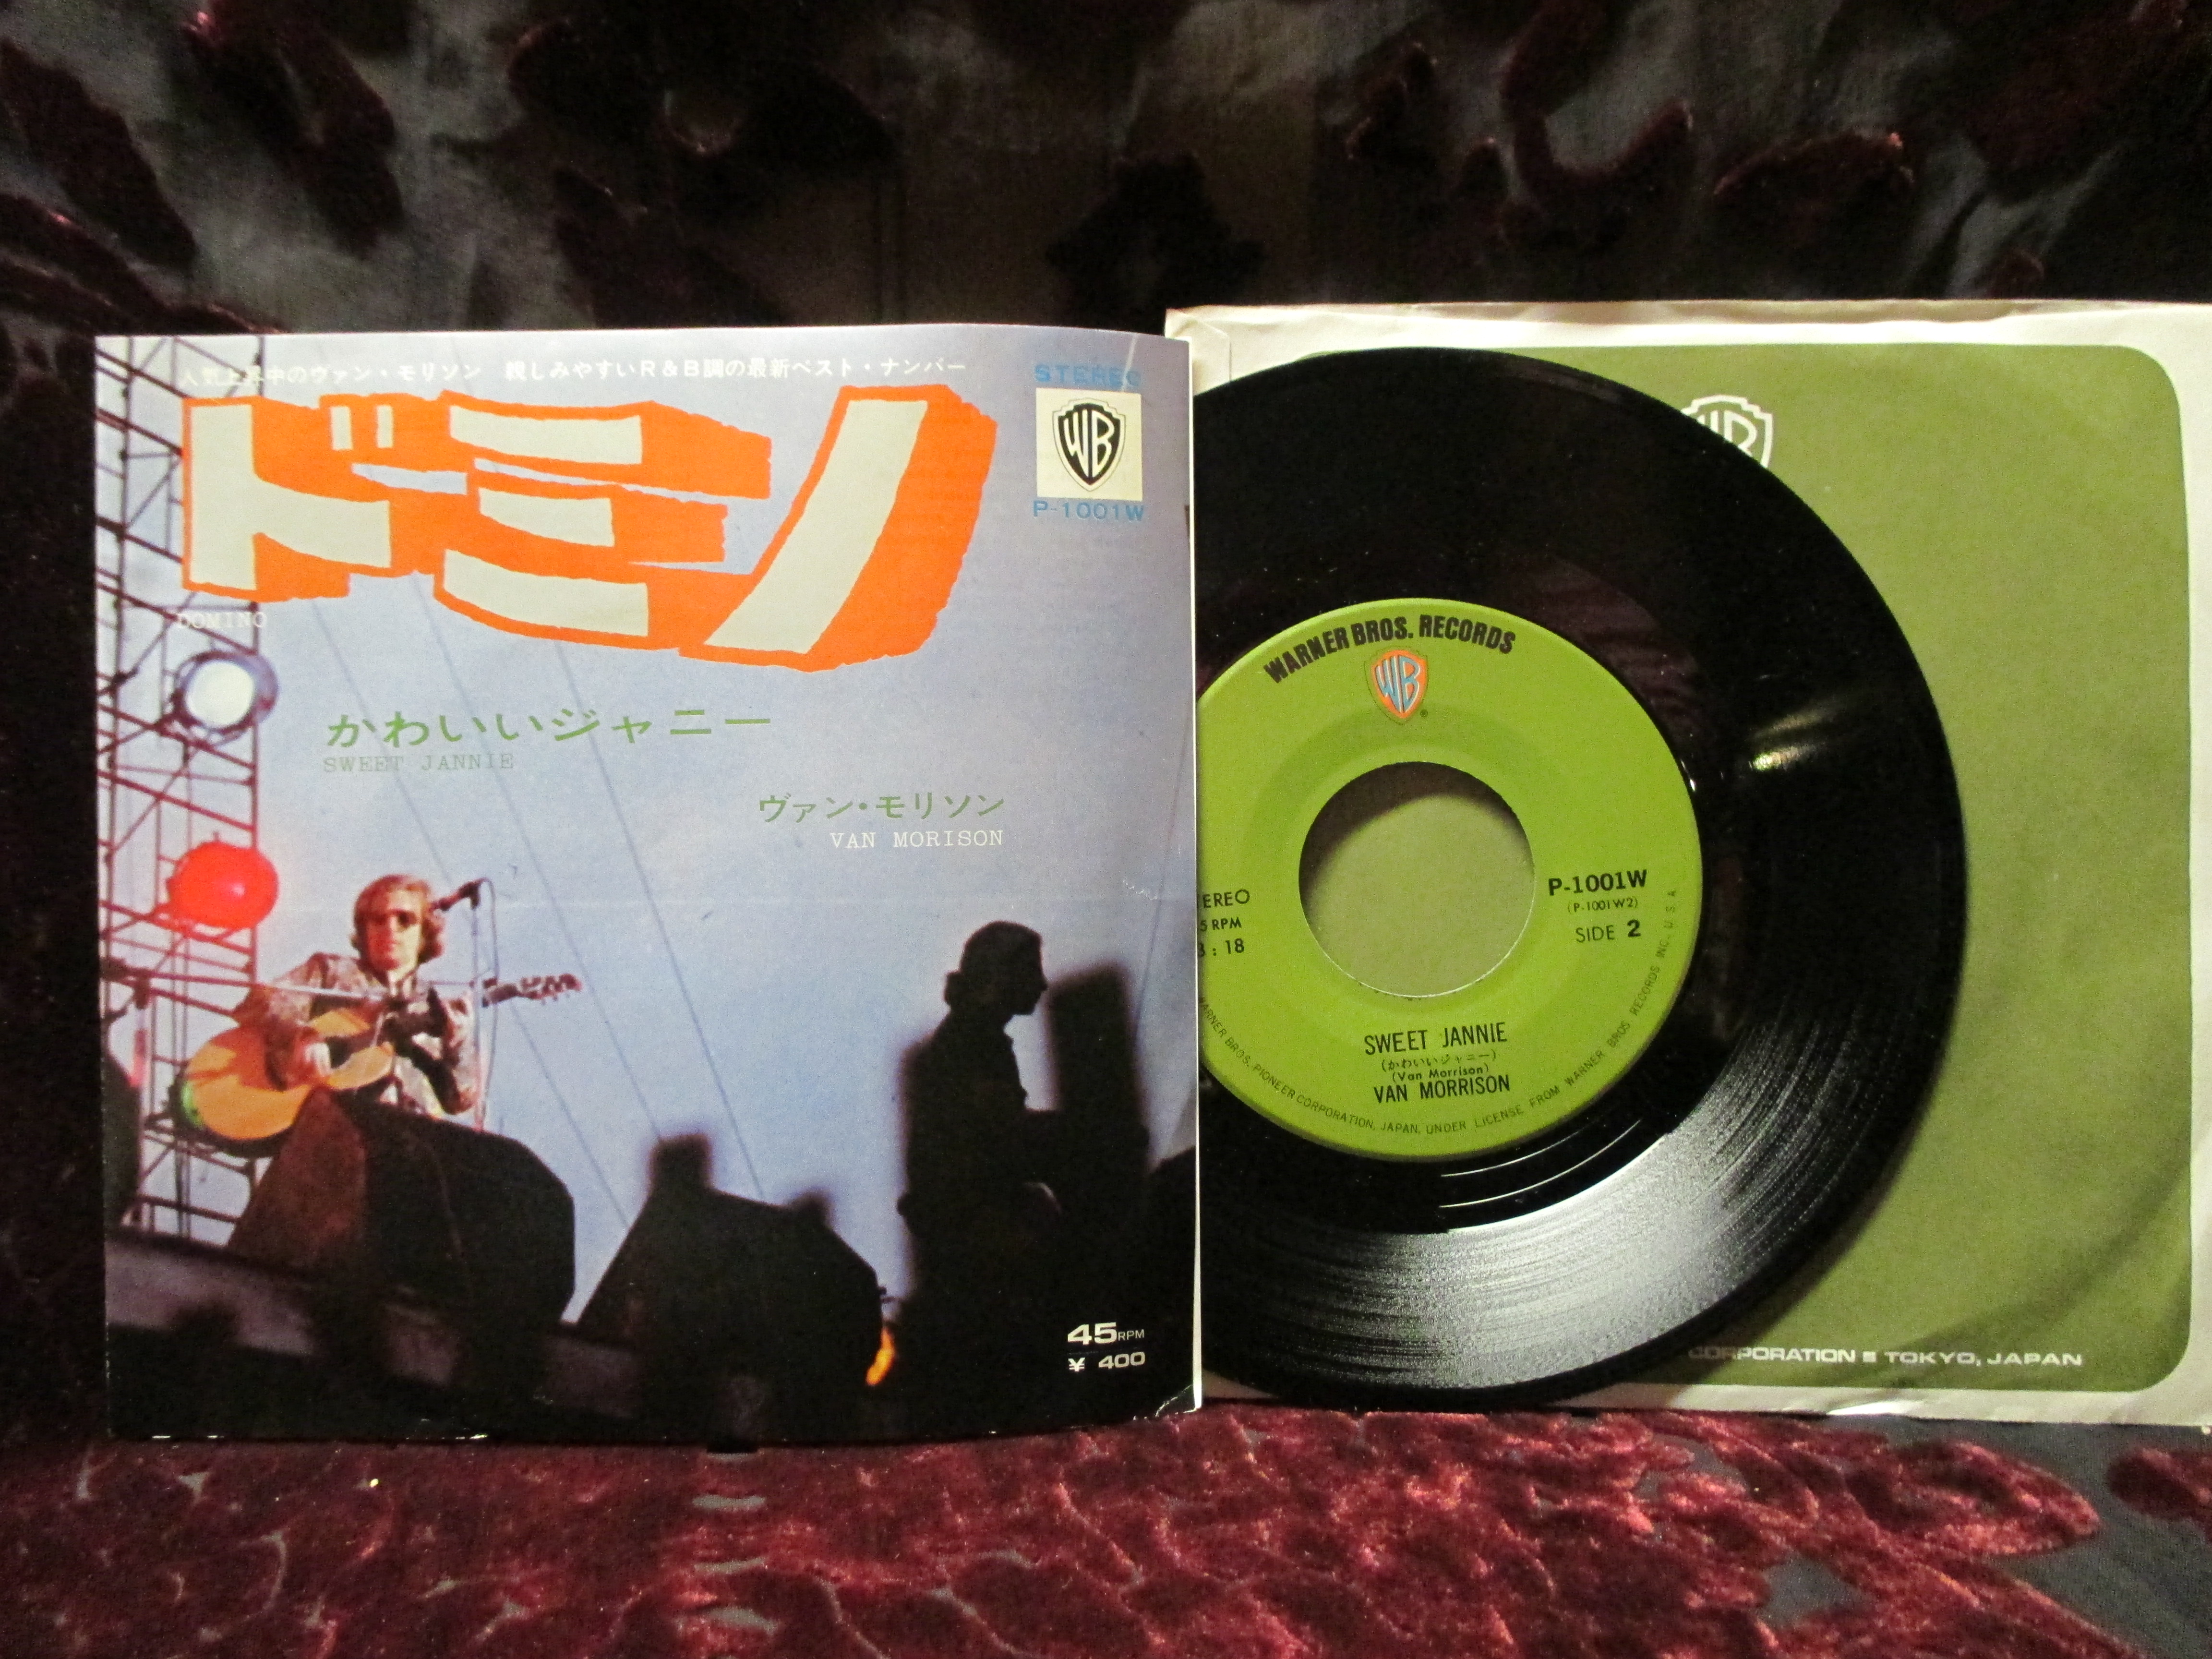 人気上昇中のヴァン・モリソン 親しみやすいR&B調の最新ベスト・ナンバー
ドミノ
DOMINO
STEREO
WB
P-1001W
かわいいジャニー
SWEET JANNIE
ヴァン・モリソン
VAN MORISON
45RPM
¥ 400
WARNER BROS. RECORDS
WB
®
EREO
5 RPM
3:18
P-1001W
(P-1001W2)
SIDE 2
SWEET JANNIE
(かわいいジャニー)
(Van Morrison)
VAN MORRISON
WARNER BROS. PIONEER CORPORATION, JAPAN, UNDER LICENSE FROM WARNER BROS RECORDS INC., U.S.A
WB
CORPORATION ■ TOKYO, JAPAN